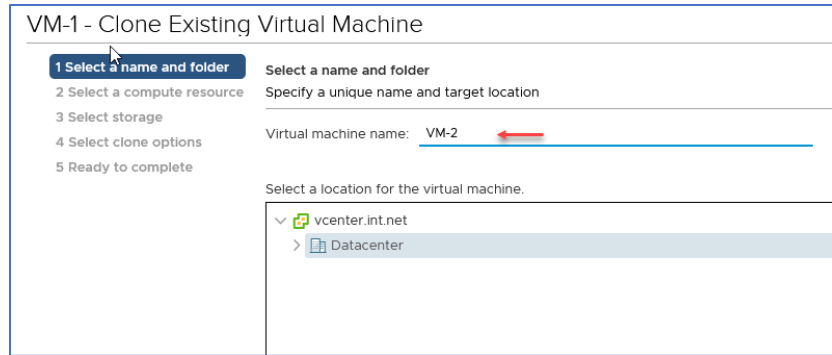 VM-1 - Clone Existing Virtual Machine
1 Select a name and folder
2 Select a compute resource
3 Select storage
4 Select clone options
5 Ready to complete
Select a name and folder
Specify a unique name and target location
Virtual machine name: VM-2
Select a location for the virtual machine.
vcenter.int.net
Datacenter